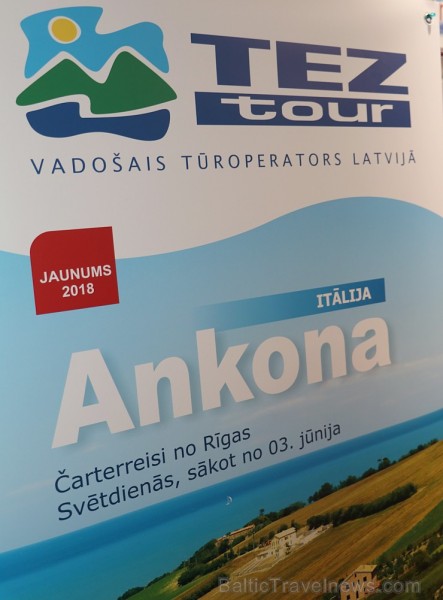 TEZ
tour
VADOŠAIS TŪROPERATORS LATVIJĀ
JAUNUMS
2018
ITĀLIJA
Ankona
Čarterreisi no Rīgas
Svētdienās, sākot no 03. jūnija
BalticTravelnews.com